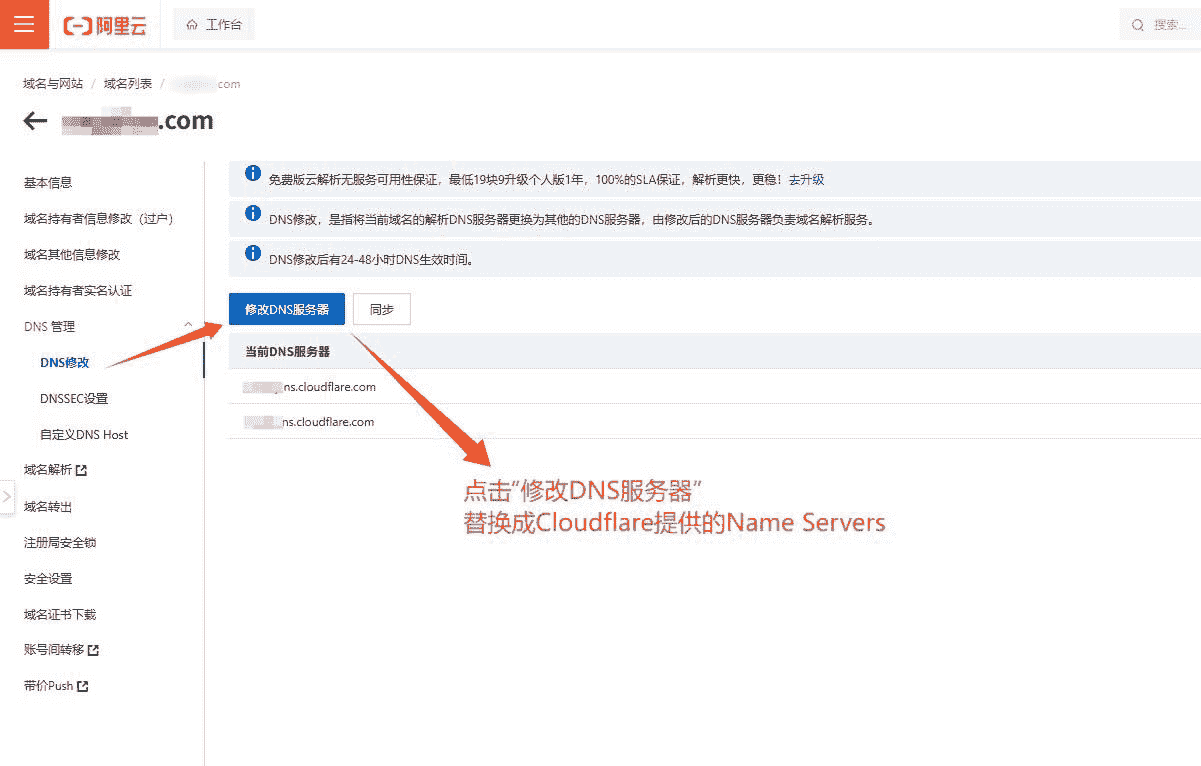 阿里云
工作台
搜索...
域名与网站 / 域名列表 / com
.com
基本信息
域名持有者信息修改（过户）
域名其他信息修改
域名持有者实名认证
DNS 管理
DNS修改
DNSSEC设置
自定义DNS Host
域名解析
域名转出
注册局安全锁
安全设置
域名证书下载
账号间转移
带价Push
免费版云解析无服务可用性保证，最低19块9升级个人版1年，100%的SLA保证，解析更快，更稳！去升级
DNS修改，是指将当前域名的解析DNS服务器更换为其他的DNS服务器，由修改后的DNS服务器负责域名解析服务。
DNS修改后有24-48小时DNS生效时间。
修改DNS服务器
同步
当前DNS服务器
ns.cloudflare.com
ns.cloudflare.com
点击“修改DNS服务器”
替换成Cloudflare提供的Name Servers